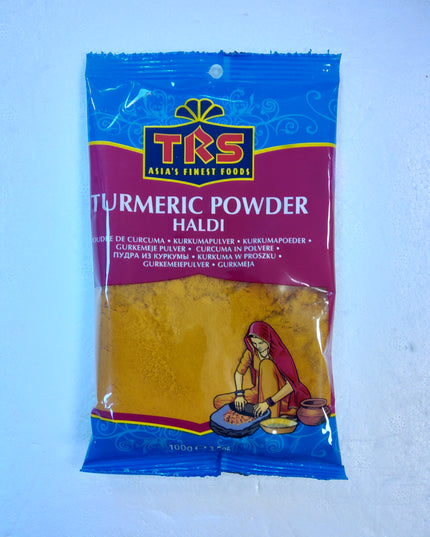 TRS
ASIA'S FINEST FOODS
TURMERIC POWDER
HALDI
DE CURCUMA • KURKUMAPULVER • KURKUMAPOEDER •
GURKEMEJE PULVER • CURCUMA IN POLVERE •
ПУДРА ИЗ КУРКУМЫ • KURKUMA W PROSZKU •
GURKEMEIEPULVER • GURKMEJA
100g